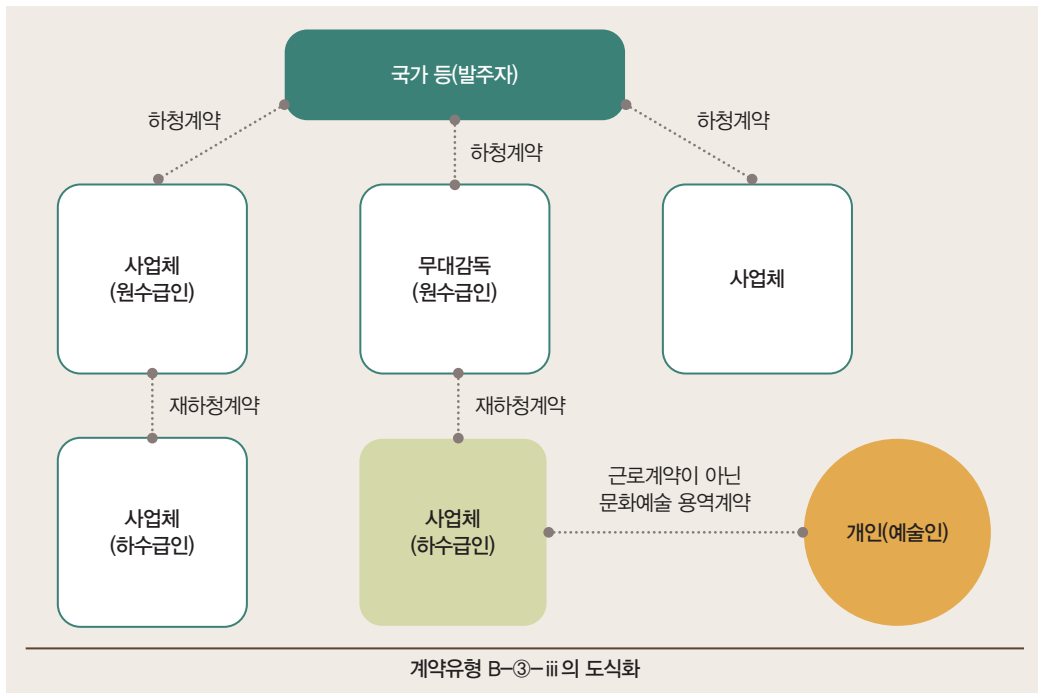 국가 등(발주자)
하청계약
하청계약
하청계약
사업체
(원수급인)
무대감독
(원수급인)
사업체
재하청계약
재하청계약
사업체
(하수급인)
사업체
(하수급인)
근로계약이 아닌
문화예술 용역계약
개인(예술인)
계약유형 B-③-ⅲ의 도식화